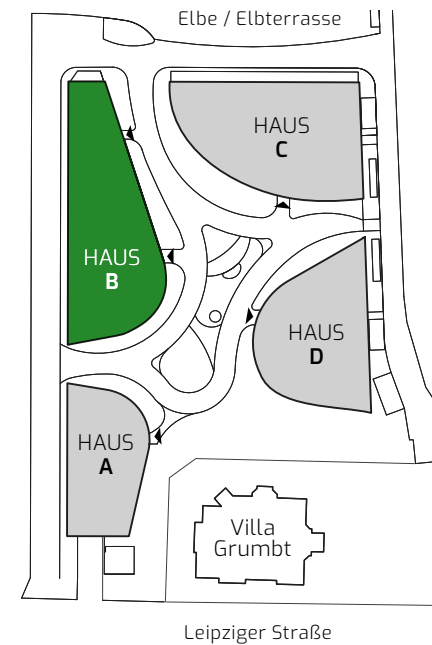 Elbe / Elbterrasse
HAUS
C
HAUS
B
HAUS
D
HAUS
A
Villa
Grumbt
Leipziger Straße